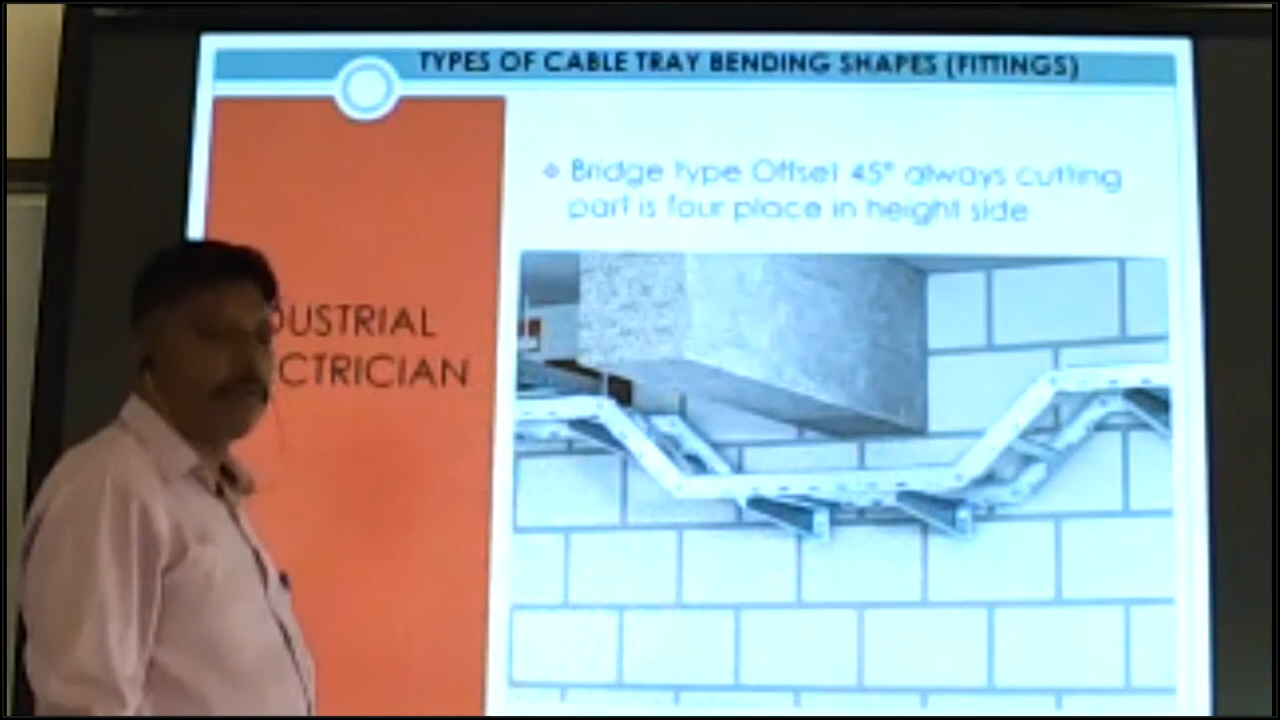 TYPES OF CABLE TRAY BENDING SHAPES (FITTINGS)
DUSTRIAL
CTRICIAN
Bridge type Offset 45° always cutting
part is four place in height side